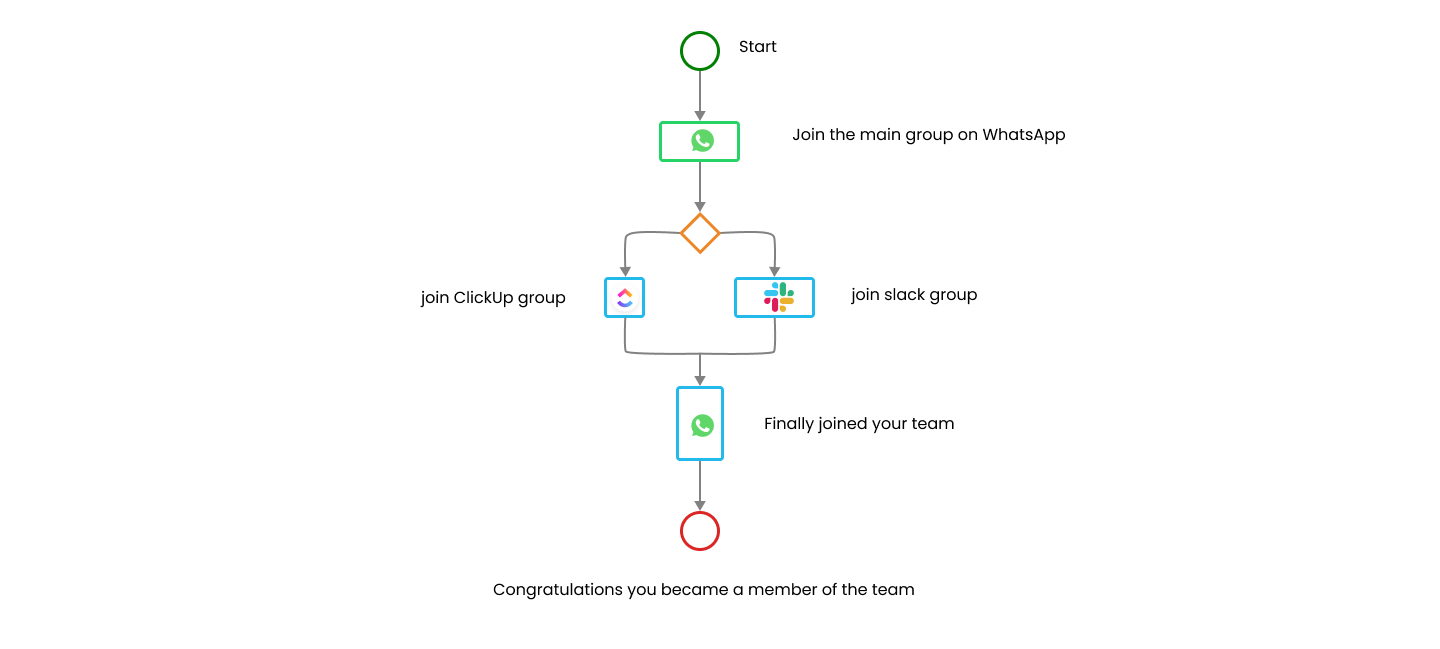 Start
Join the main group on WhatsApp
join ClickUp group
join slack group
Finally joined your team
Congratulations you became a member of the team